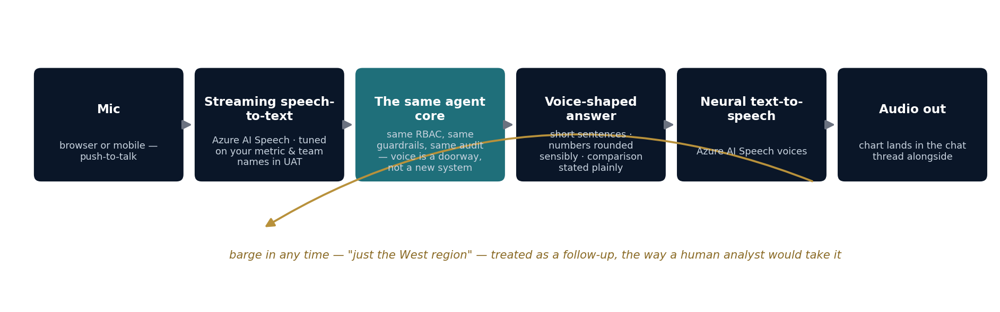 Mic
browser or mobile —
push-to-talk
Streaming speech-
to-text
Azure AI Speech · tuned
on your metric & team
names in UAT
The same agent
core
same RBAC, same
guardrails, same audit
— voice is a doorway,
not a new system
Voice-shaped
answer
short sentences ·
numbers rounded
sensibly · comparison
stated plainly
Neural text-to-
speech
Azure AI Speech voices
Audio out
chart lands in the chat
thread alongside
barge in any time — "just the West region" — treated as a follow-up, the way a human analyst would take it